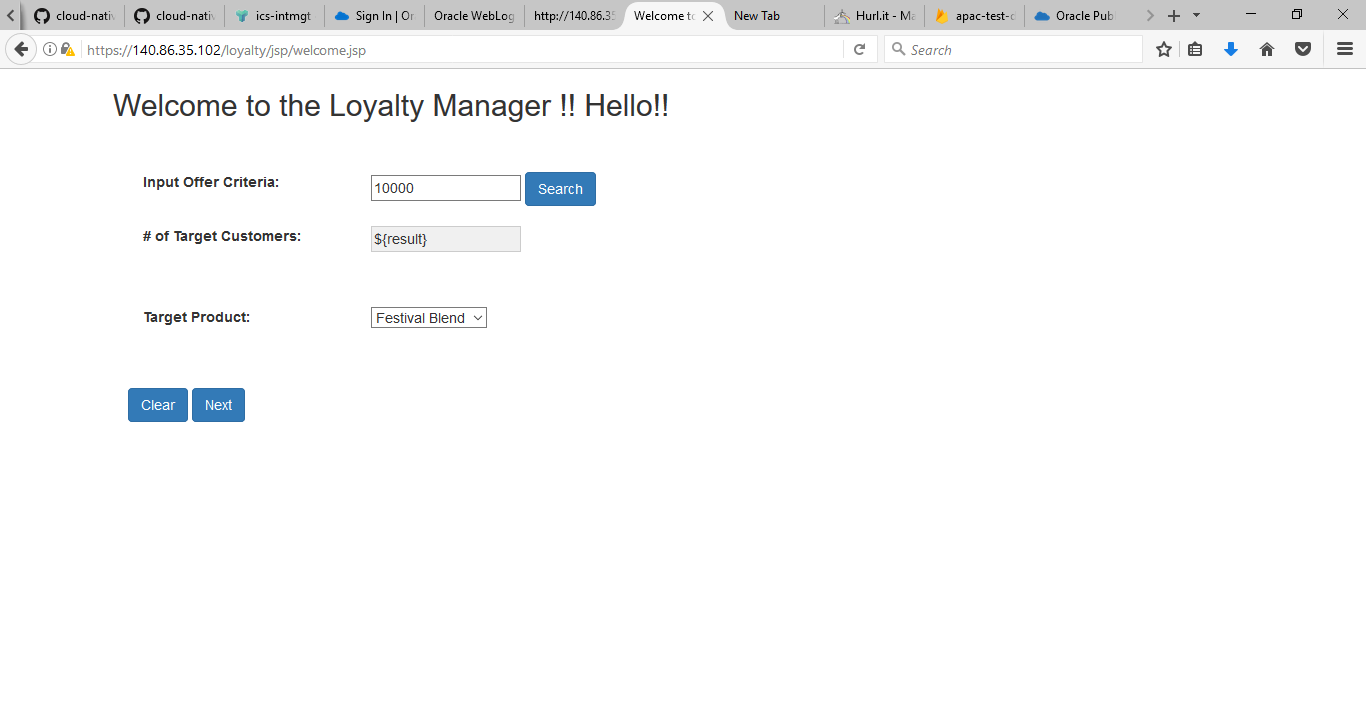 cloud-nativ cloud-nativ ics-intmgt Sign In | Or Oracle WebLog http://140.86.35 Welcome to New Tab Hurl.it - Ma apac-test-d Oracle Publ
https://140.86.35.102/loyalty/jsp/welcome.jsp Search
Welcome to the Loyalty Manager !! Hello!!
Input Offer Criteria: 10000 Search
# of Target Customers: ${result}
Target Product: Festival Blend
Clear Next